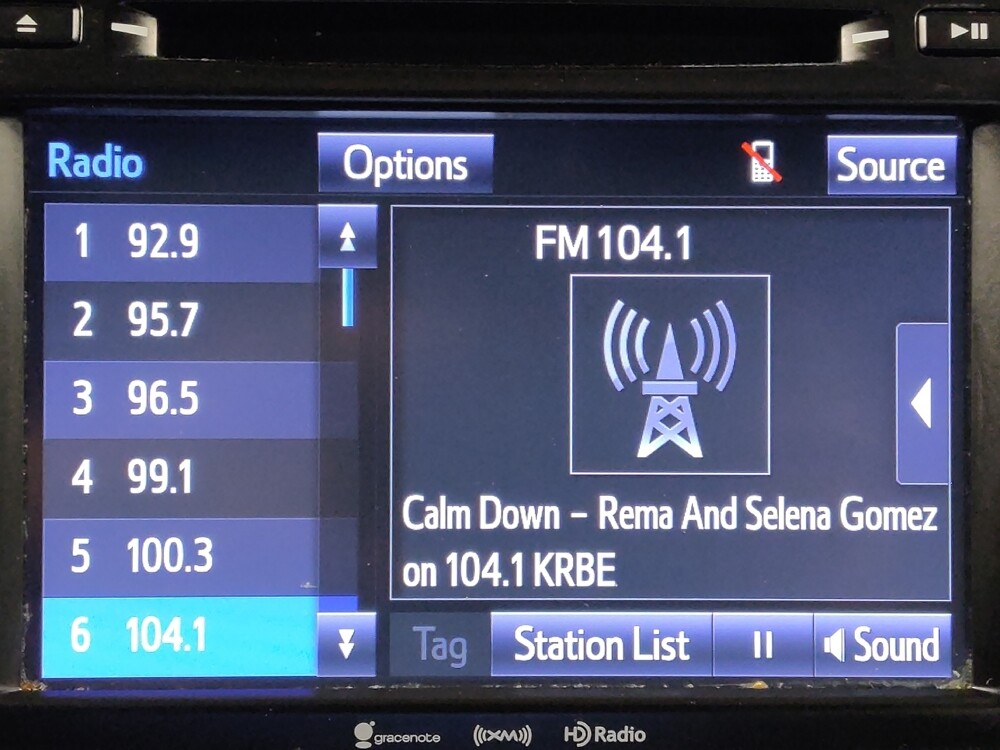 Radio
Options
Source
1 92.9
2 95.7
3 96.5
4 99.1
5 100.3
6 104.1
FM 104.1
Calm Down – Rema And Selena Gomez
on 104.1 KRBE
Tag
Station List
Sound
gracenote
((XM))
HD Radio